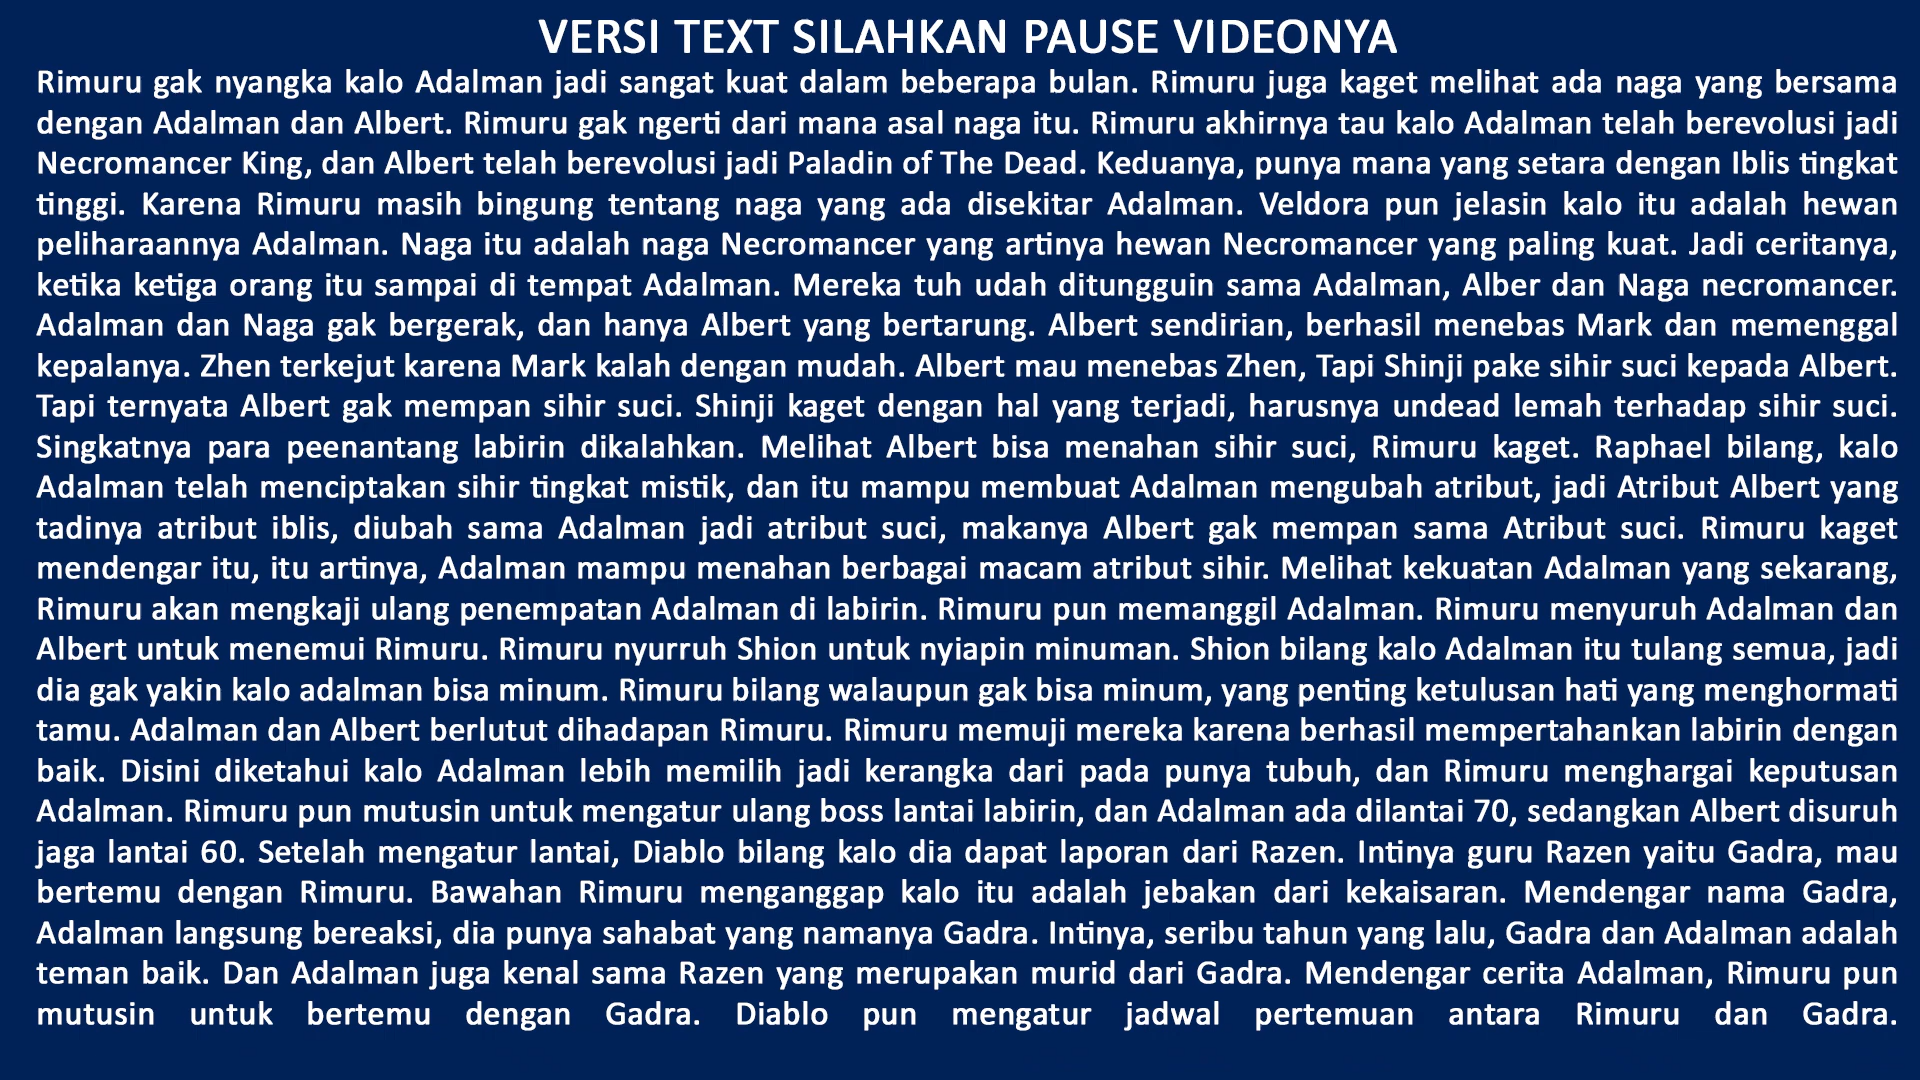 VERSI TEXT SILAHKAN PAUSE VIDEONYA
Rimuru gak nyangka kalo Adalman jadi sangat kuat dalam beberapa bulan. Rimuru juga kaget melihat ada naga yang bersama
dengan Adalman dan Albert. Rimuru gak ngerti dari mana asal naga itu. Rimuru akhirnya tau kalo Adalman telah berevolusi jadi
Necromancer King, dan Albert telah berevolusi jadi Paladin of The Dead. Keduanya, punya mana yang setara dengan Iblis tingkat
tinggi. Karena Rimuru masih bingung tentang naga yang ada disekitar Adalman. Veldora pun jelasin kalo itu adalah hewan
peliharaannya Adalman. Naga itu adalah naga Necromancer yang artinya hewan Necromancer yang paling kuat. Jadi ceritanya,
ketika ketiga orang itu sampai di tempat Adalman. Mereka tuh udah ditungguin sama Adalman, Alber dan Naga necromancer.
Adalman dan Naga gak bergerak, dan hanya Albert yang bertarung. Albert sendirian, berhasil menebas Mark dan memenggal
kepalanya. Zhen terkejut karena Mark kalah dengan mudah. Albert mau menebas Zhen, Tapi Shinji pake sihir suci kepada Albert.
Tapi ternyata Albert gak mempan sihir suci. Shinji kaget dengan hal yang terjadi, harusnya undead lemah terhadap sihir suci.
Singkatnya para peenantang labirin dikalahkan. Melihat Albert bisa menahan sihir suci, Rimuru kaget. Raphael bilang, kalo
Adalman telah menciptakan sihir tingkat mistik, dan itu mampu membuat Adalman mengubah atribut, jadi Atribut Albert yang
tadinya atribut iblis, diubah sama Adalman jadi atribut suci, makanya Albert gak mempan sama Atribut suci. Rimuru kaget
mendengar itu, itu artinya, Adalman mampu menahan berbagai macam atribut sihir. Melihat kekuatan Adalman yang sekarang,
Rimuru akan mengkaji ulang penempatan Adalman di labirin. Rimuru pun memanggil Adalman. Rimuru menyuruh Adalman dan
Albert untuk menemui Rimuru. Rimuru nyurruh Shion untuk nyiapin minuman. Shion bilang kalo Adalman itu tulang semua, jadi
dia gak yakin kalo adalman bisa minum. Rimuru bilang walaupun gak bisa minum, yang penting ketulusan hati yang menghormati
tamu. Adalman dan Albert berlutut dihadapan Rimuru. Rimuru memuji mereka karena berhasil mempertahankan labirin dengan
baik. Disini diketahui kalo Adalman lebih memilih jadi kerangka dari pada punya tubuh, dan Rimuru menghargai keputusan
Adalman. Rimuru pun mutusin untuk mengatur ulang boss lantai labirin, dan Adalman ada dilantai 70, sedangkan Albert disuruh
jaga lantai 60. Setelah mengatur lantai, Diablo bilang kalo dia dapat laporan dari Razen. Intinya guru Razen yaitu Gadra, mau
bertemu dengan Rimuru. Bawahan Rimuru menganggap kalo itu adalah jebakan dari kekaisaran. Mendengar nama Gadra,
Adalman langsung bereaksi, dia punya sahabat yang namanya Gadra. Intinya, seribu tahun yang lalu, Gadra dan Adalman adalah
teman baik. Dan Adalman juga kenal sama Razen yang merupakan murid dari Gadra. Mendengar cerita Adalman, Rimuru pun
mutusin untuk bertemu dengan Gadra. Diablo pun mengatur jadwal pertemuan antara Rimuru dan Gadra.